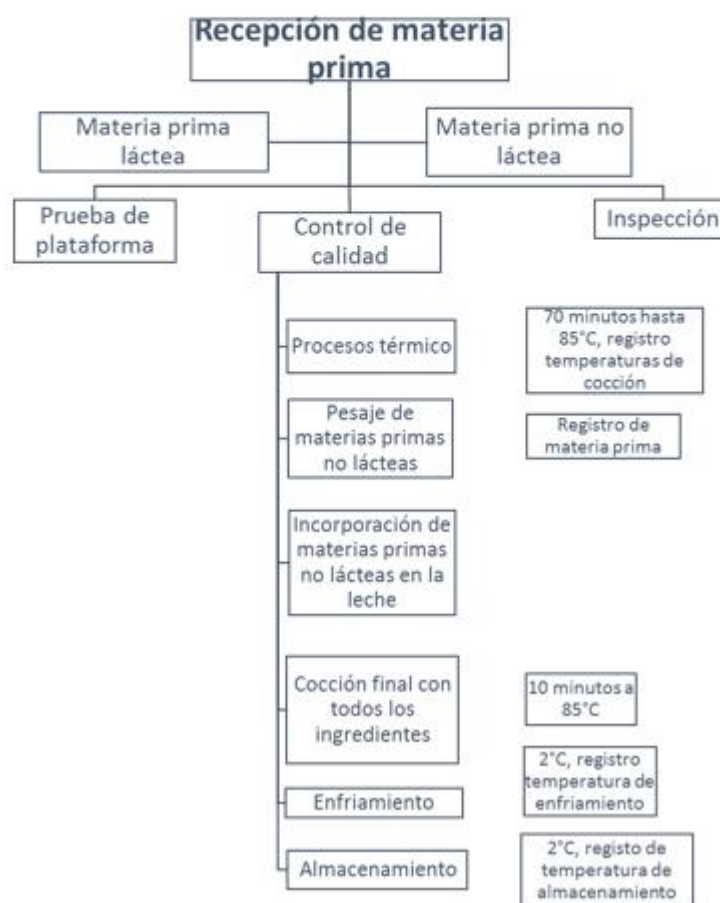 Recepción de materia
prima
Materia prima
láctea
Materia prima no
láctea
Prueba de
plataforma
Control de
calidad
Inspección
Procesos térmico
70 minutos hasta
85°C, registro
temperaturas de
cocción
Pesaje de
materias primas
no lácteas
Registro de
materia prima
Incorporación de
materias primas
no lácteas en la
leche
Cocción final con
todos los
ingredientes
10 minutos a
85°C
Enfriamiento
2°C, registro
temperatura de
enfriamiento
Almacenamiento
2°C, registo de
temperatura de
almacenamiento